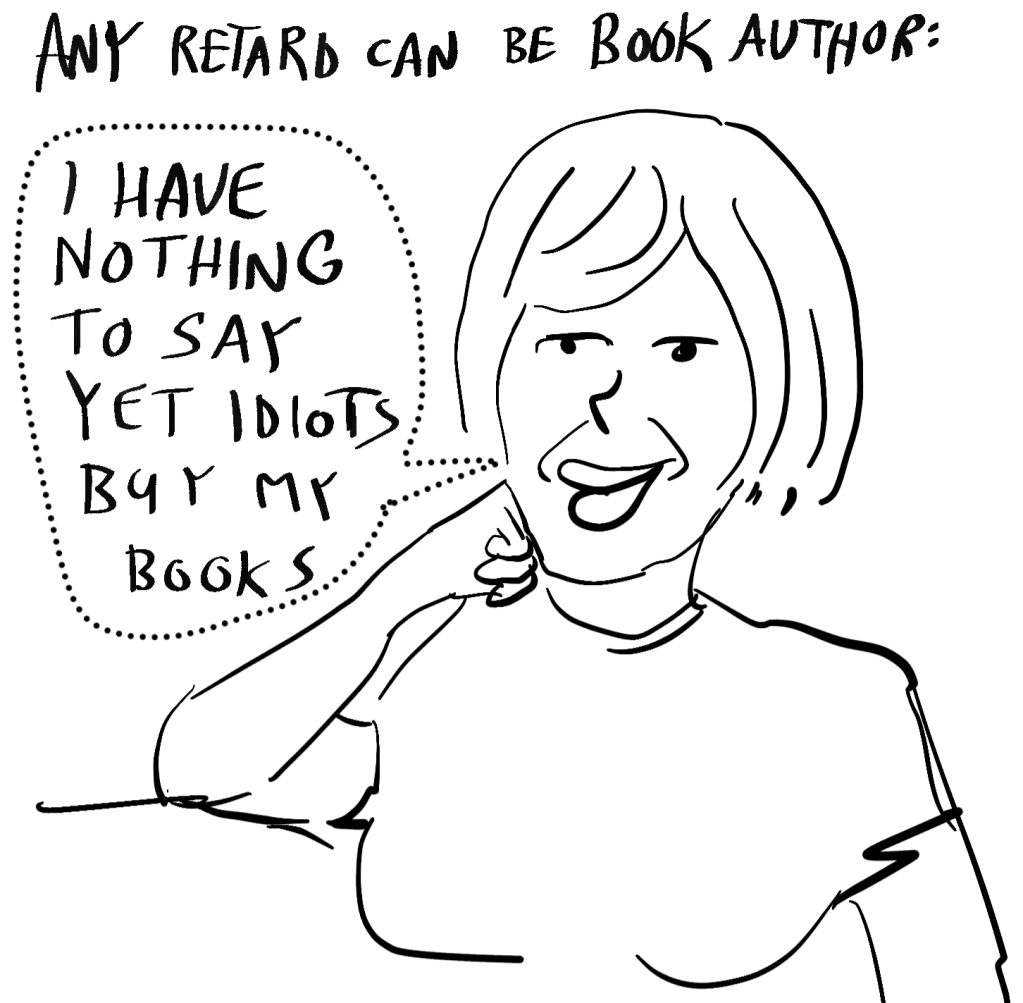 ANY RETARD CAN BE BOOK AUTHOR:
I HAVE
NOTHING
TO SAY
YET IDIOTS
BUY MY
BOOKS